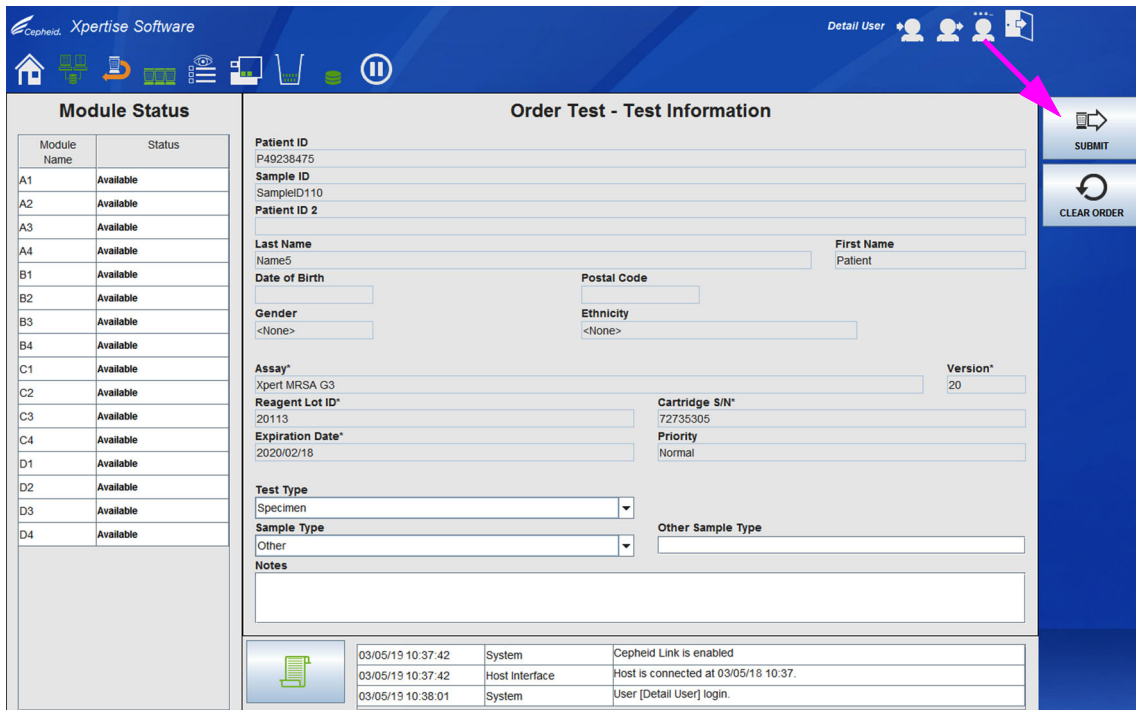 Cepheid. Xpertise Software
Detail User
Module Status
Module Name Status
A1 Available
A2 Available
A3 Available
A4 Available
B1 Available
B2 Available
B3 Available
B4 Available
C1 Available
C2 Available
C3 Available
C4 Available
D1 Available
D2 Available
D3 Available
D4 Available
Order Test - Test Information
Patient ID
P49238475
Sample ID
SampleID110
Patient ID 2
Last Name First Name
Name5 Patient
Date of Birth Postal Code
Gender Ethnicity
<None> <None>
Assay* Version*
Xpert MRSA G3 20
Reagent Lot ID* Cartridge S/N*
20113 72735305
Expiration Date* Priority
2020/02/18 Normal
Test Type
Specimen
Sample Type Other Sample Type
Other
Notes
03/05/19 10:37:42 System Cepheid Link is enabled
03/05/19 10:37:42 Host Interface Host is connected at 03/05/18 10:37.
03/05/19 10:38:01 System User [Detail User] login.
SUBMIT
CLEAR ORDER